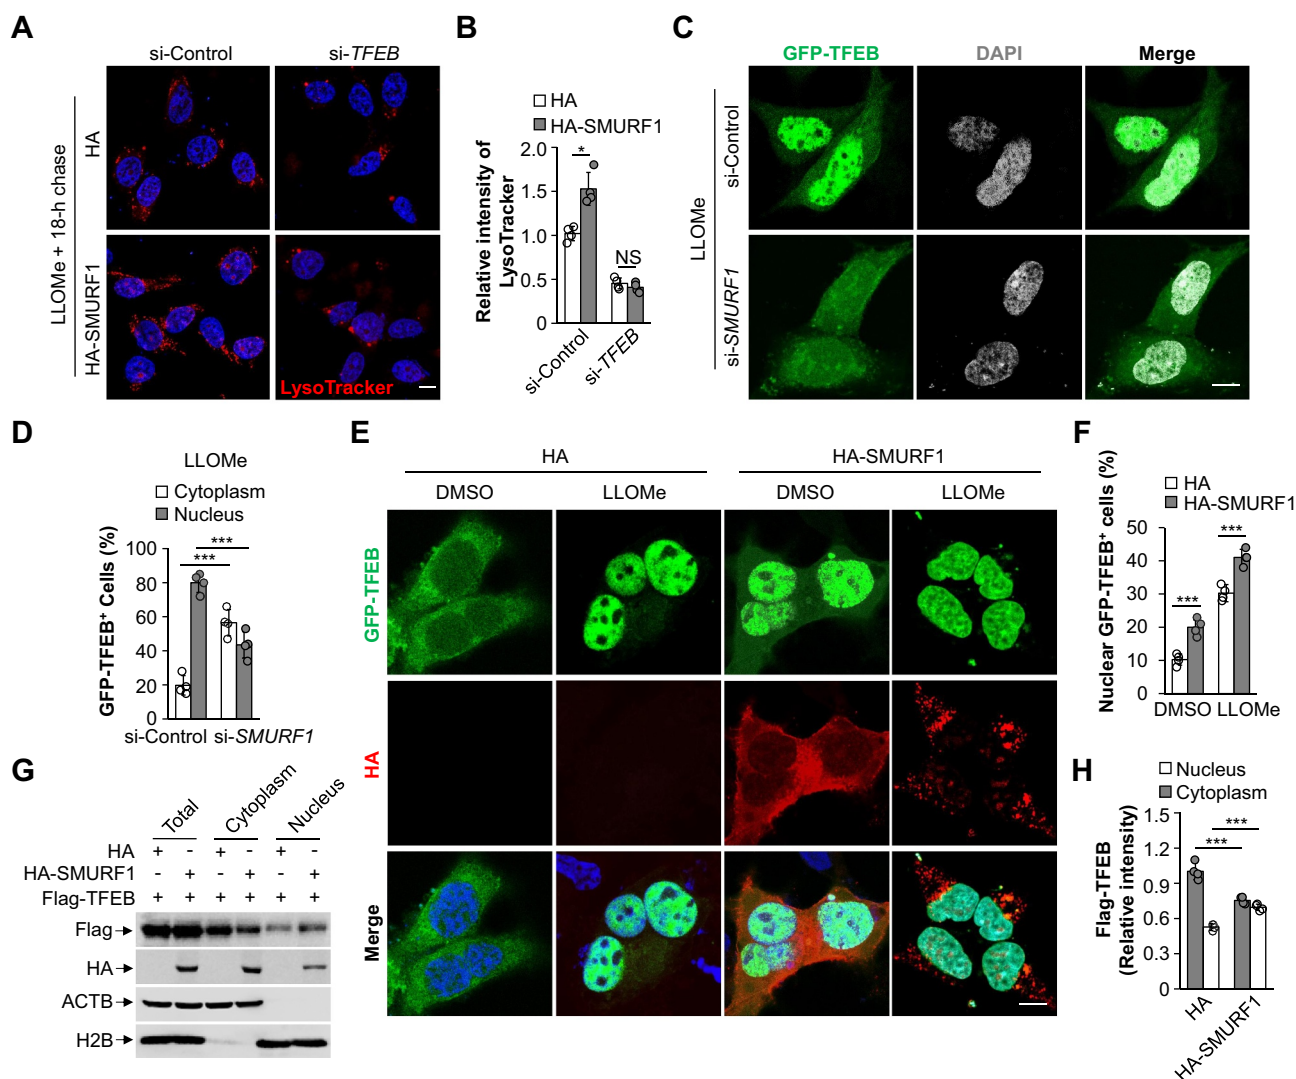 A
si-Control
si-TFEB
LLOMe + 18-h chase
HA
HA-SMURF1
LysoTracker
B
HA
HA-SMURF1
Relative intensity of
LysoTracker
2.0
1.5
1.0
0.5
0
*
NS
si-Control
si-TFEB
C
GFP-TFEB
DAPI
Merge
LLOMe
si-Control
si-SMURF1
D
LLOMe
Cytoplasm
Nucleus
GFP-TFEB+ Cells (%)
100
80
60
40
20
0
***
***
si-Control
si-SMURF1
E
HA
HA-SMURF1
DMSO
LLOMe
DMSO
LLOMe
GFP-TFEB
HA
Merge
F
HA
HA-SMURF1
Nuclear GFP-TFEB+ cells (%)
50
40
30
20
10
0
***
***
DMSO
LLOMe
G
Total
Cytoplasm
Nucleus
HA + - + - + -
HA-SMURF1 - + - + - +
Flag-TFEB + + + + + +
Flag
HA
ACTB
H2B
H
Nucleus
Cytoplasm
Flag-TFEB
(Relative intensity)
1.5
1.2
0.9
0.6
0.3
0
***
***
HA
HA-SMURF1